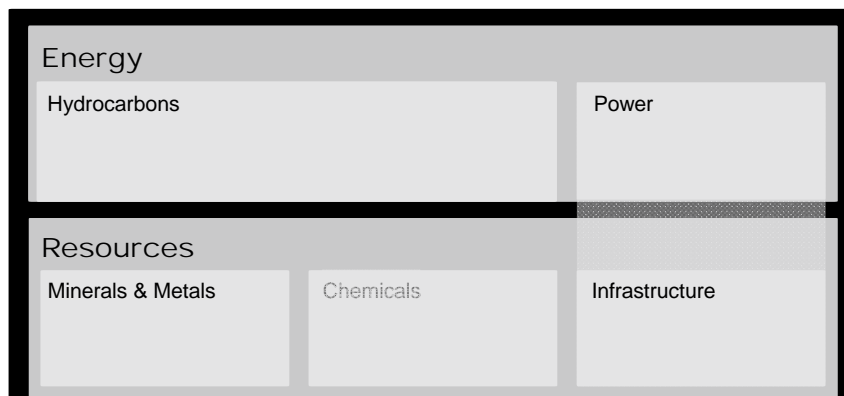 Energy
Hydrocarbons
Power
Resources
Minerals & Metals
Chemicals
Infrastructure